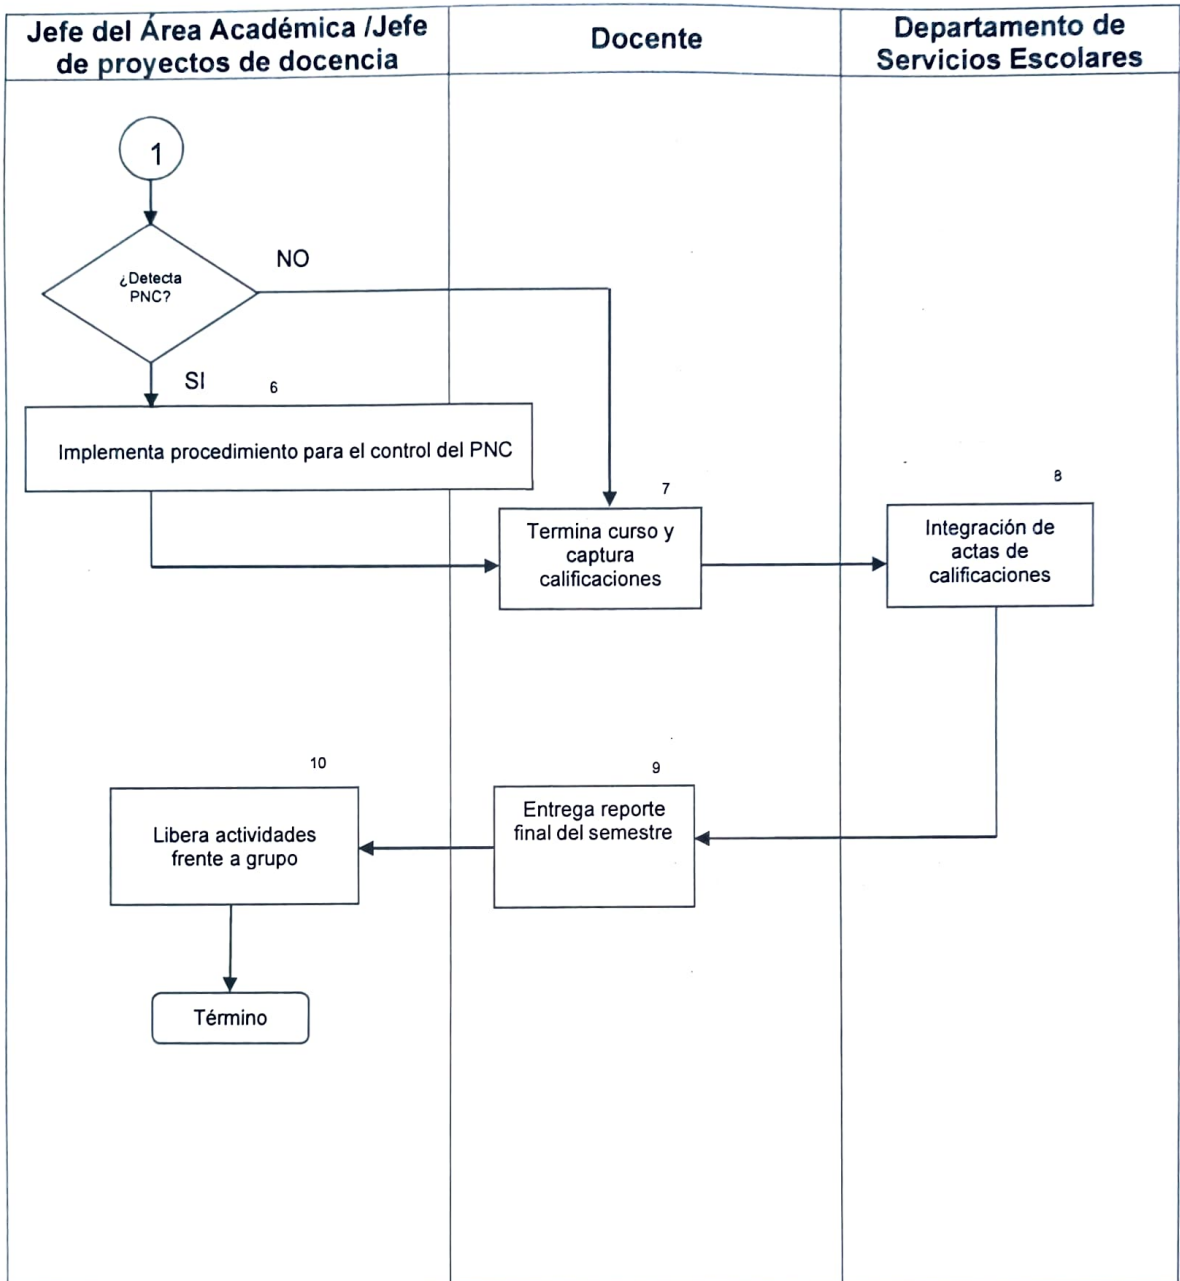 Jefe del Área Académica /Jefe
de proyectos de docencia
Docente
Departamento de
Servicios Escolares
1
¿Detecta
PNC?
NO
SI
6
Implementa procedimiento para el control del PNC
7
Termina curso y
captura
calificaciones
8
Integración de
actas de
calificaciones
10
Libera actividades
frente a grupo
9
Entrega reporte
final del semestre
Término